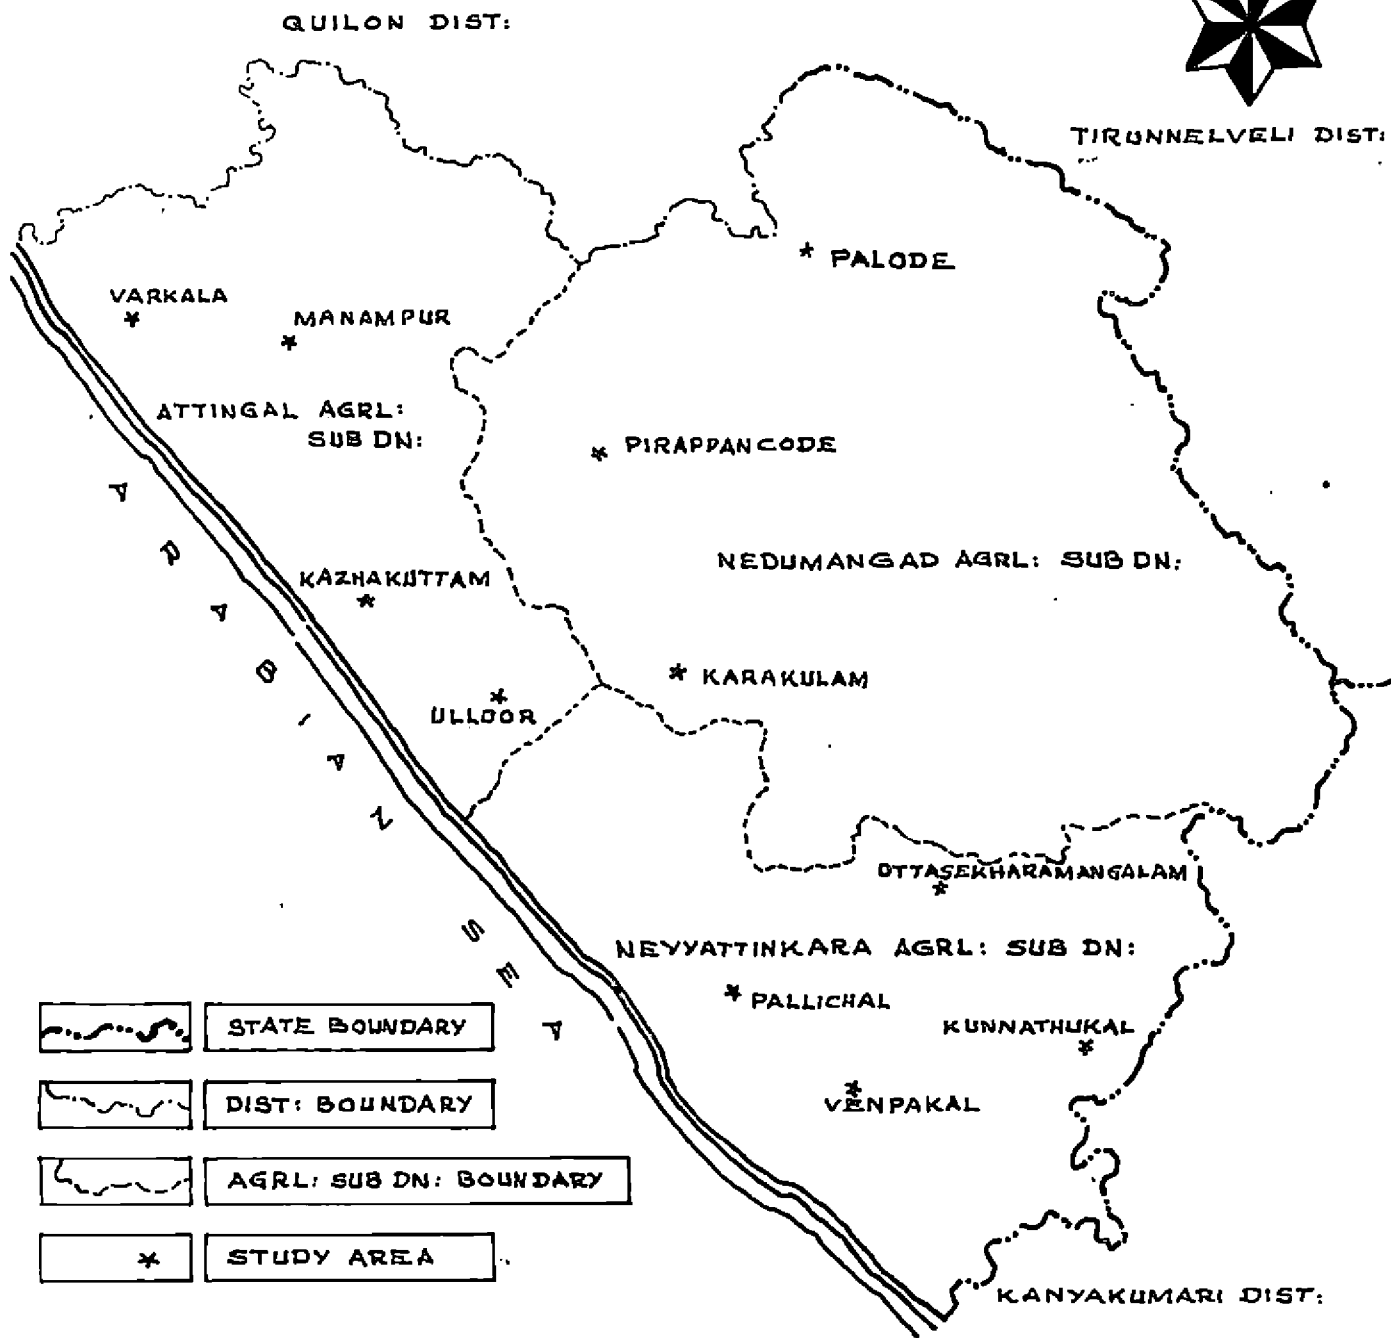 QUILON DIST:
TIRUNNELVELI DIST:
PALODE
VARKALA
MANAMPUR
ATTINGAL AGRL:
SUB DN:
PIRAPPANCODE
ARABIAN SEA
NEDUMANGAD AGRL: SUB DN:
KAZHAKUTTAM
KARAKULAM
ULLOOR
OTTASEKHARAMANGALAM
NEYYATTINKARA AGRL: SUB DN:
PALLICHAL
KUNNATHUKAL
VENPAKAL
STATE BOUNDARY
DIST: BOUNDARY
AGRL: SUB DN: BOUNDARY
STUDY AREA
KANYAKUMARI DIST: